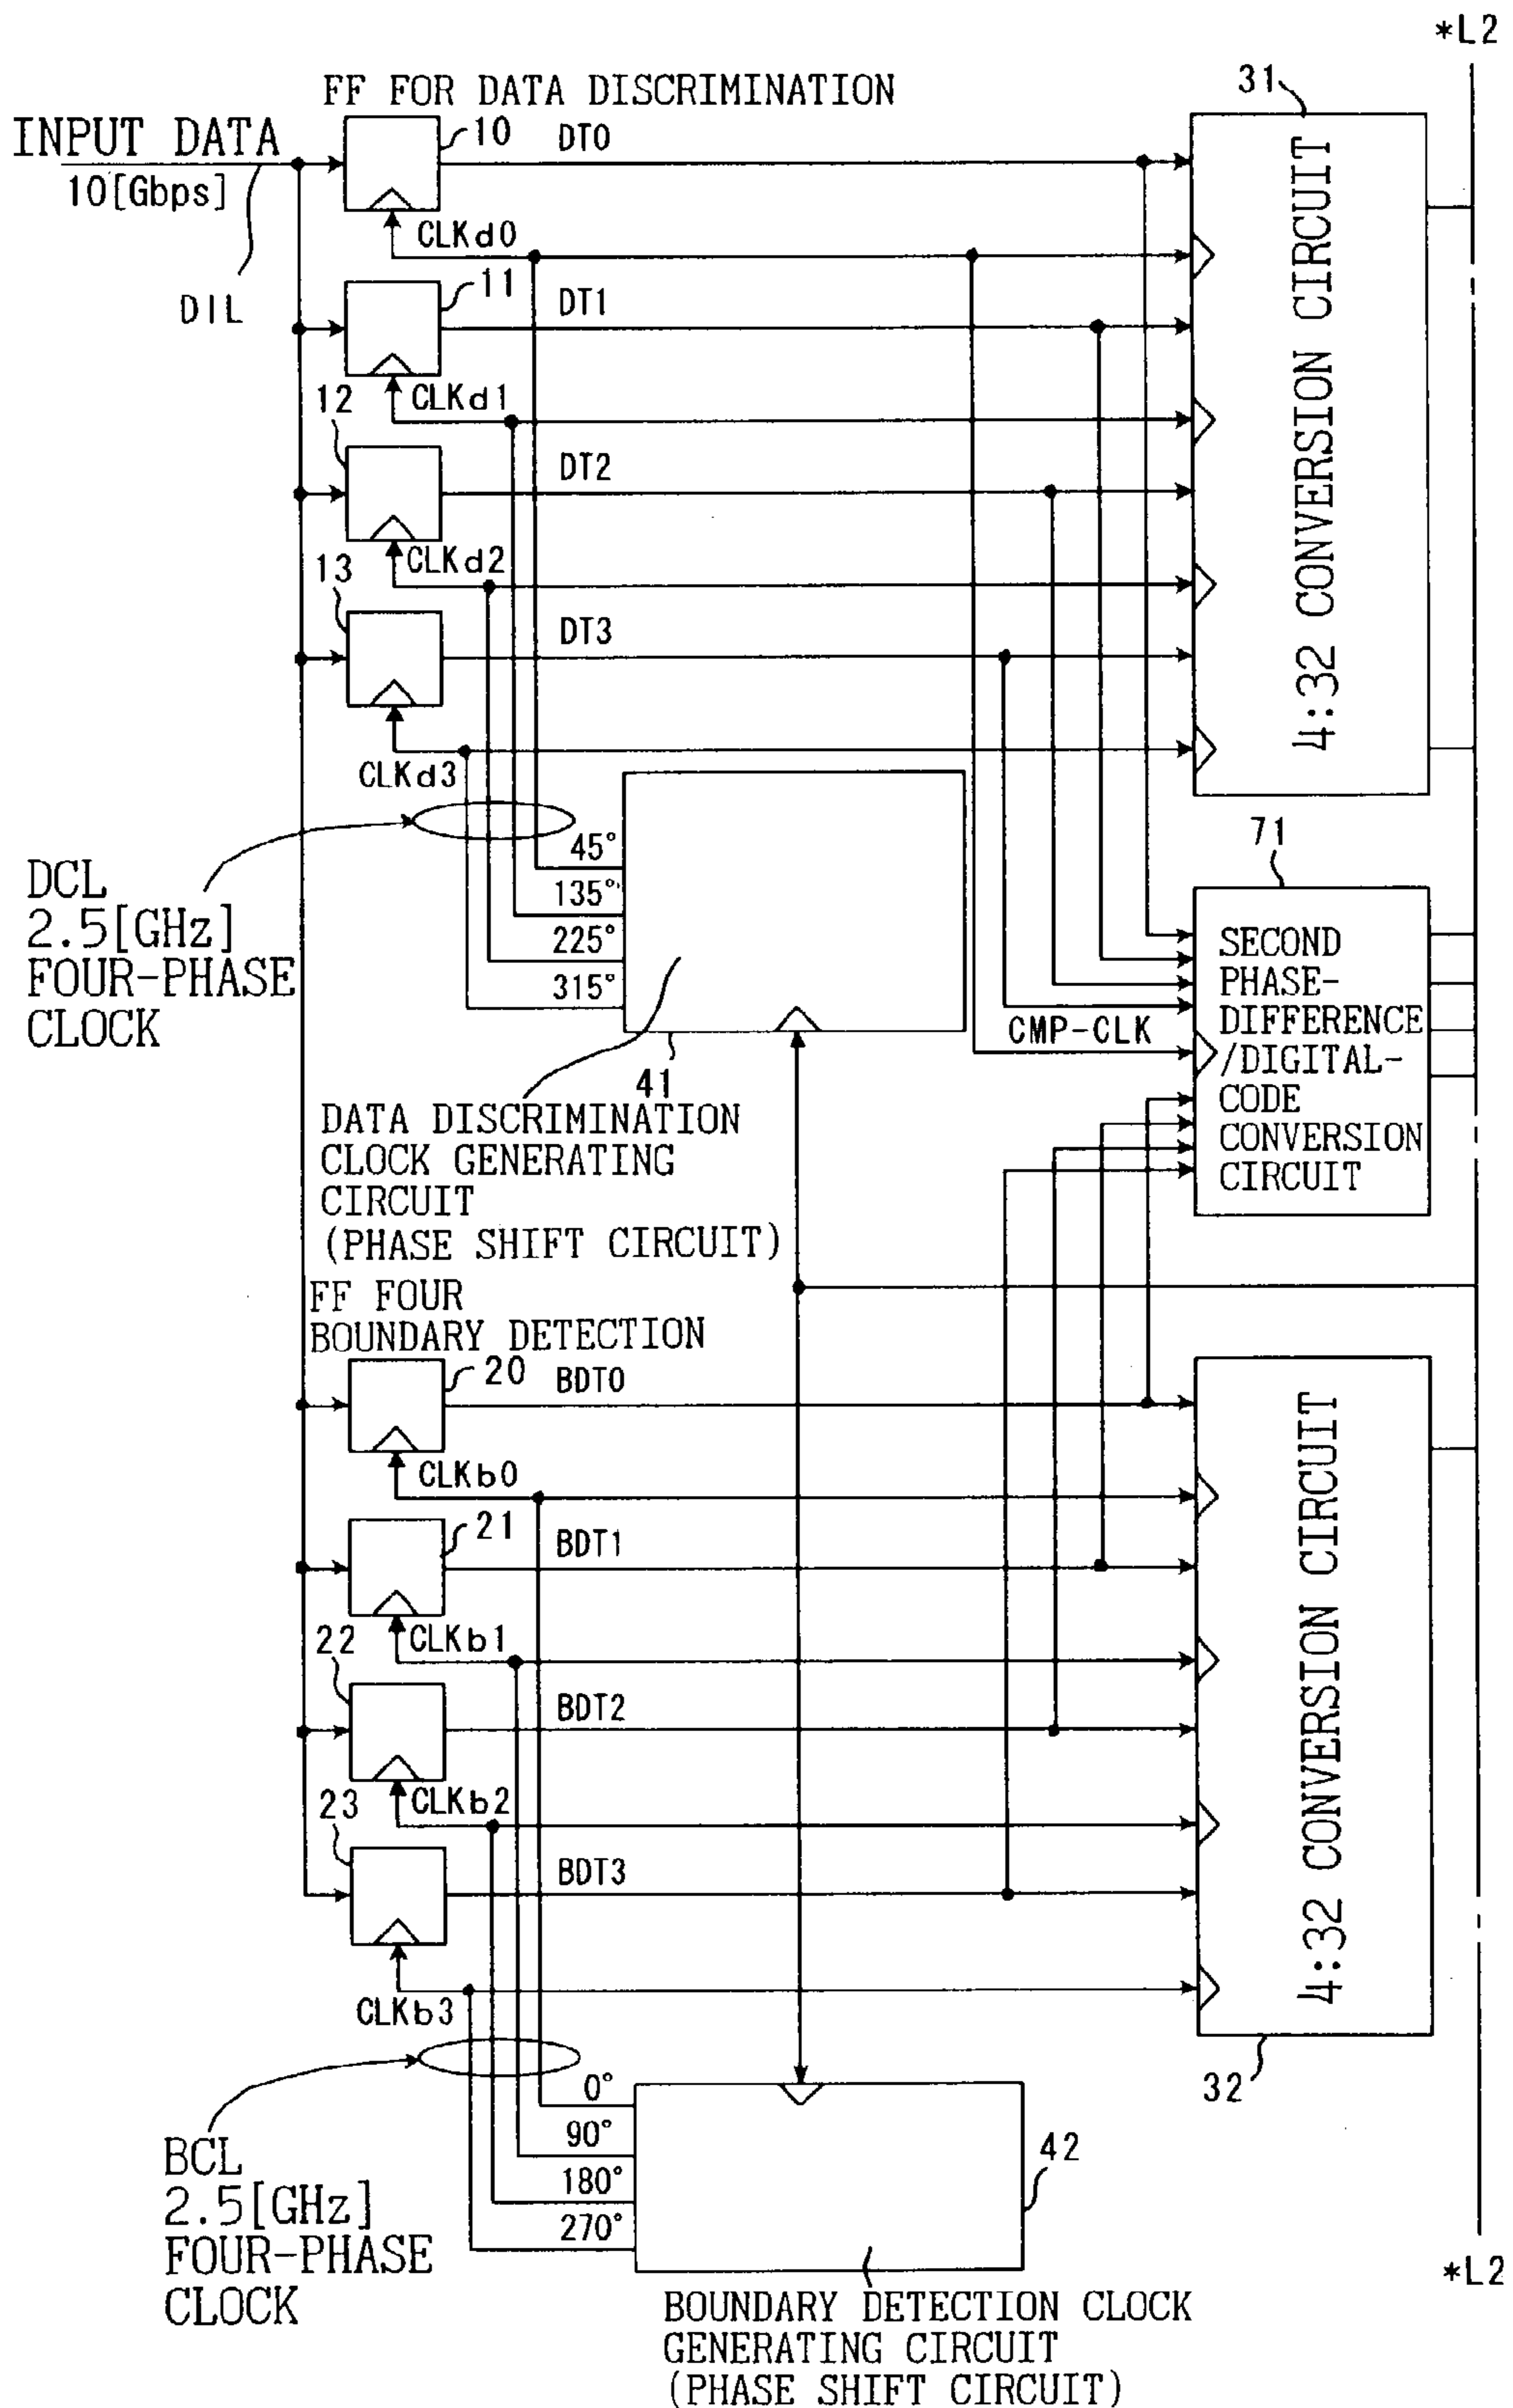 *L2
FF FOR DATA DISCRIMINATION
31
INPUT DATA
10[Gbps]
10
DT0
CLKd0
DIL
11
DT1
12
CLKd1
DT2
13
CLKd2
DT3
CLKd3
4:32 CONVERSION CIRCUIT
45°
135°
225°
315°
DCL
2.5[GHz]
FOUR-PHASE
CLOCK
71
SECOND
PHASE-
DIFFERENCE
/DIGITAL-
CODE
CONVERSION
CIRCUIT
CMP-CLK
41
DATA DISCRIMINATION
CLOCK GENERATING
CIRCUIT
(PHASE SHIFT CIRCUIT)
FF FOUR
BOUNDARY DETECTION
20
BDT0
CLKb0
21
BDT1
22
CLKb1
BDT2
23
CLKb2
BDT3
CLKb3
4:32 CONVERSION CIRCUIT
32
0°
90°
180°
270°
BCL
2.5[GHz]
FOUR-PHASE
CLOCK
42
*L2
BOUNDARY DETECTION CLOCK
GENERATING CIRCUIT
(PHASE SHIFT CIRCUIT)